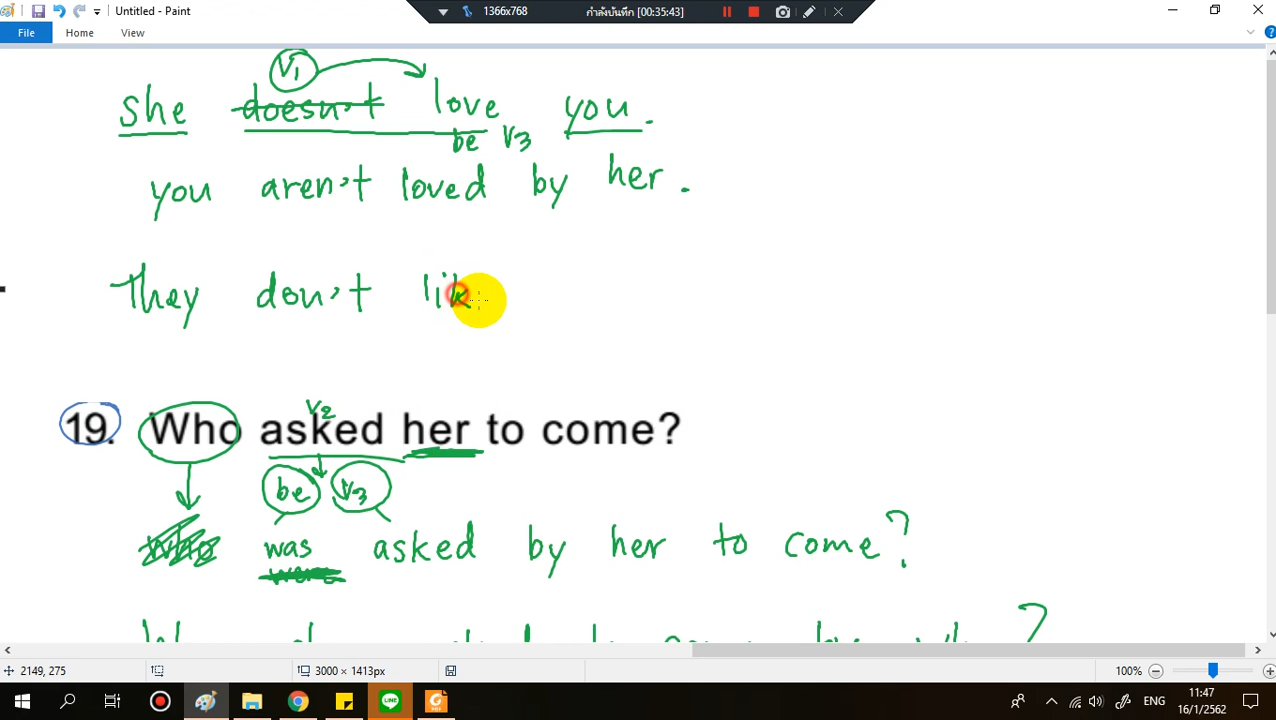 Untitled - Paint
1366x768
กำลังบันทึก [00:35:43]
File Home View
V1
she doesn't love you.
be V3
you aren't loved by her.
They don't lik
V2
19. Who asked her to come?
be V3
who was asked by her to come?
were
?
2149, 275
3000 × 1413px
100%
ENG
11:47
16/1/2562